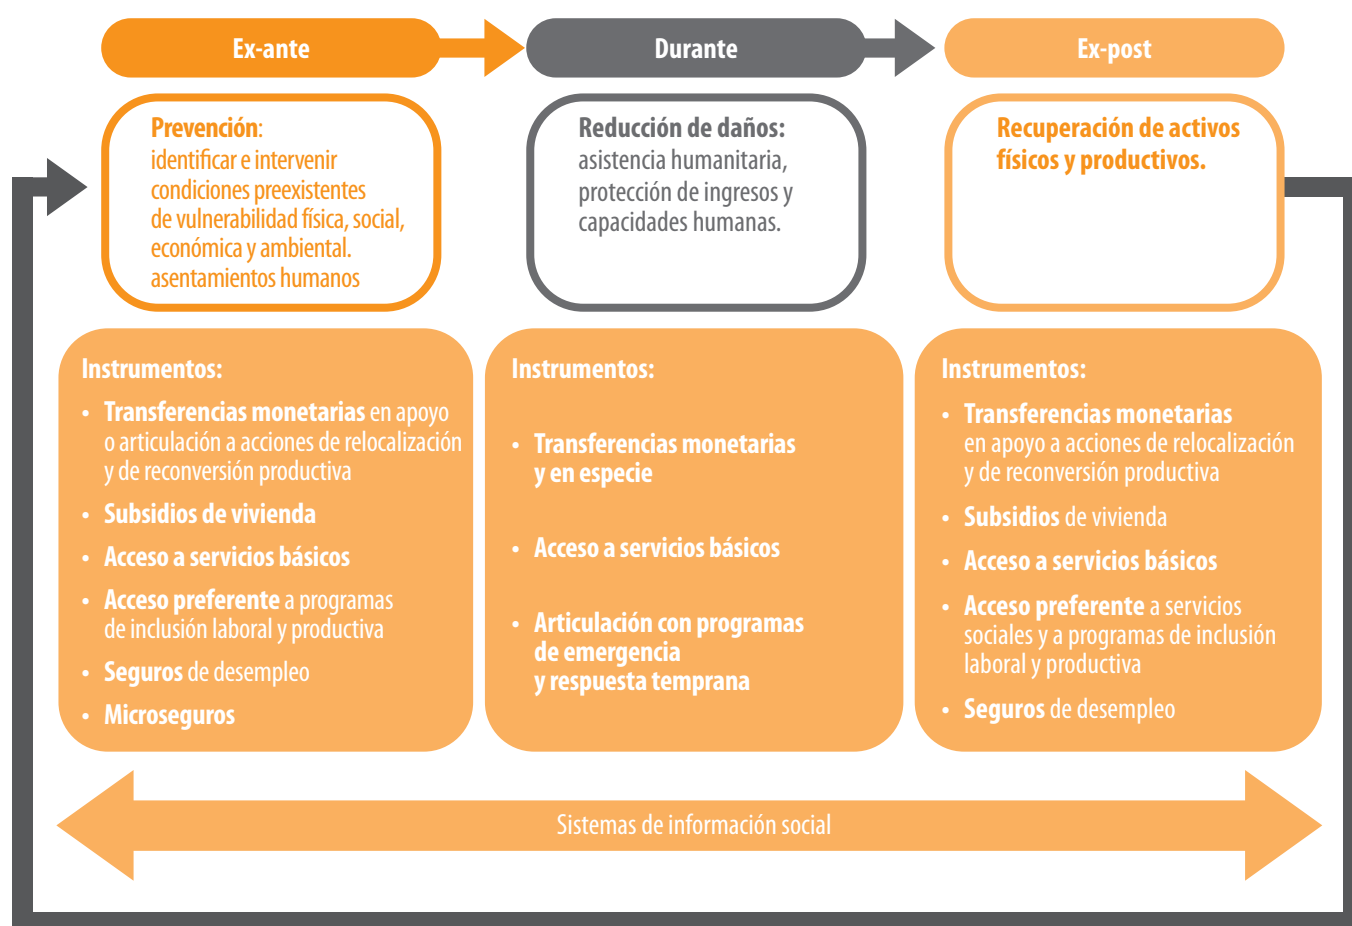 Ex-ante
Durante
Ex-post
Prevención:
identificar e intervenir
condiciones preexistentes
de vulnerabilidad física, social,
económica y ambiental.
asentamientos humanos
Reducción de daños:
asistencia humanitaria,
protección de ingresos y
capacidades humanas.
Recuperación de activos
físicos y productivos.
Instrumentos:
• Transferencias monetarias en apoyo
o articulación a acciones de relocalización
y de reconversión productiva
• Subsidios de vivienda
• Acceso a servicios básicos
• Acceso preferente a programas
de inclusión laboral y productiva
• Seguros de desempleo
• Microseguros
Instrumentos:
• Transferencias monetarias
y en especie
• Acceso a servicios básicos
• Articulación con programas
de emergencia
y respuesta temprana
Instrumentos:
• Transferencias monetarias
en apoyo a acciones de relocalización
y de reconversión productiva
• Subsidios de vivienda
• Acceso a servicios básicos
• Acceso preferente a servicios
sociales y a programas de inclusión
laboral y productiva
• Seguros de desempleo
Sistemas de información social